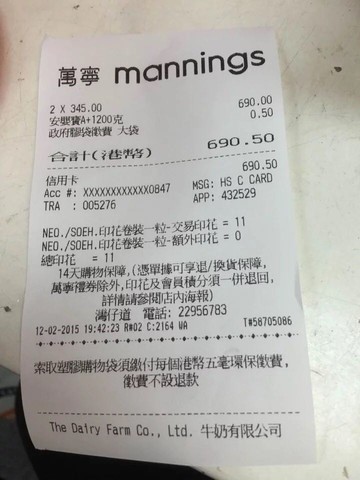 萬寧 mannings
2 X 345.00 690.00
安嬰寶A+1200克 0.50
政府膠袋徵費 大袋
合計(港幣) 690.50
信用卡 690.50
Acc #: XXXXXXXXXXXX0847 MSG: HS C CARD
TRA : 005276 APP: 432529
NEO./SOEH.印花卷裝一粒-交易印花 = 11
NEO./SOEH.印花卷裝一粒-額外印花 = 0
總印花 = 11
14天購物保障,(憑單據可享退/換貨保障,
萬寧禮券除外,印花及會員積分須一併退回,
詳情請參閱店內海報)
灣仔道 電話: 22956783
12-02-2015 19:42:23 R#02 C:2164 WA T#58705086
索取塑膠購物袋須繳付每個港幣五毫環保徵費,
徵費不設退款
The Dairy Farm Co., Ltd. 牛奶有限公司